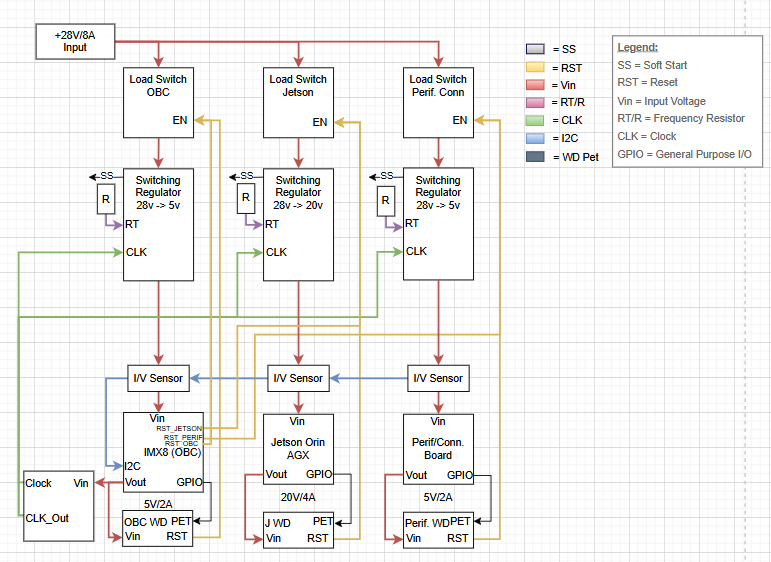 +28V/8A
Input
Load Switch
OBC
EN
Load Switch
Jetson
EN
Load Switch
Perif. Conn
EN
= SS
= RST
= Vin
= RT/R
= CLK
= I2C
= WD Pet
Legend:
SS = Soft Start
RST = Reset
Vin = Input Voltage
RT/R = Frequency Resistor
CLK = Clock
GPIO = General Purpose I/O
SS
R
Switching
Regulator
28v -> 5v
RT
CLK
SS
R
Switching
Regulator
28v -> 20v
RT
CLK
SS
R
Switching
Regulator
28v -> 5v
RT
CLK
I/V Sensor
I/V Sensor
I/V Sensor
Vin
RST_JETSON
RST_PERIF
RST_OBC
IMX8 (OBC)
I2C
Vout
GPIO
5V/2A
Vin
Jetson Orin
AGX
Vout
GPIO
20V/4A
Vin
Perif/Conn.
Board
Vout
GPIO
5V/2A
Clock
Vin
CLK_Out
OBC WD
PET
Vin
RST
J WD
PET
Vin
RST
Perif. WD
PET
Vin
RST